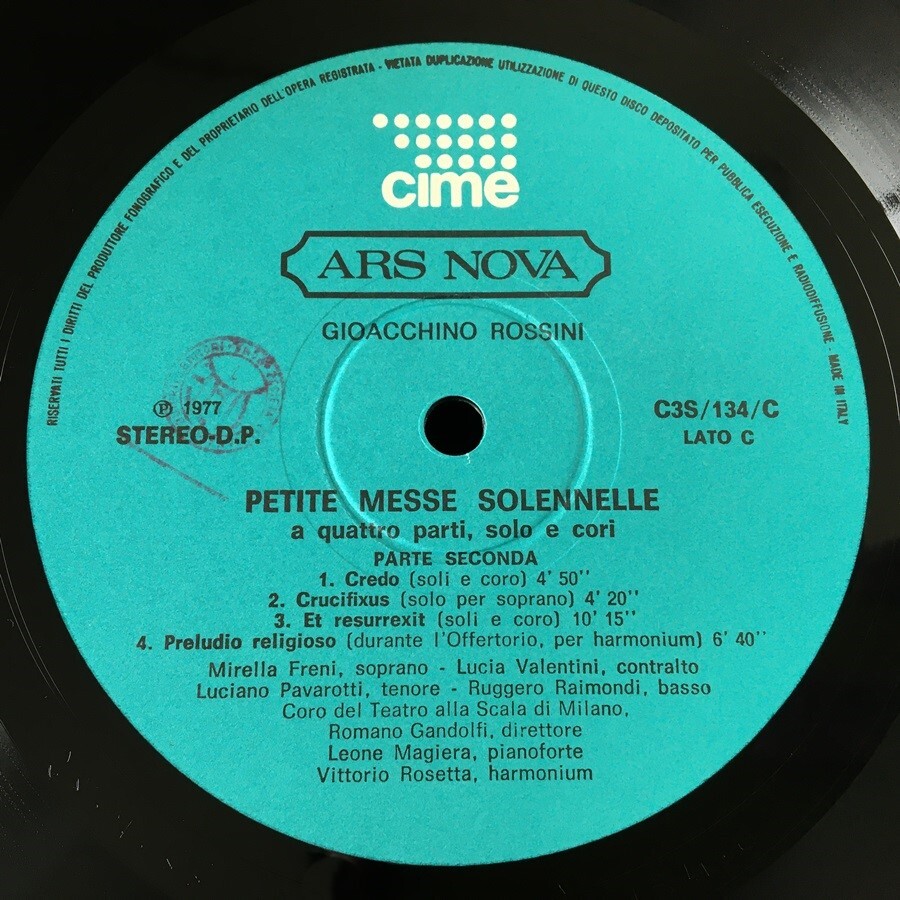 RISERVATI TUTTI I DIRITTI DEL PRODUTTORE FONOGRAFICO E DEL PROPRIETARIO DELL'OPERA REGISTRATA - VIETATA DUPLICAZIONE UTILIZZAZIONE DI QUESTO DISCO DEPOSITATO PER PUBBLICA ESECUZIONE E RADIODIFFUSIONE - MADE IN ITALY
cime
ARS NOVA
GIOACCHINO ROSSINI
℗ 1977
STEREO-D.P.
C3S/134/C
LATO C
PETITE MESSE SOLENNELLE
a quattro parti, solo e cori
PARTE SECONDA
1. Credo (soli e coro) 4' 50''
2. Crucifixus (solo per soprano) 4' 20''
3. Et resurrexit (soli e coro) 10' 15''
4. Preludio religioso (durante l'Offertorio, per harmonium) 6' 40''
Mirella Freni, soprano - Lucia Valentini, contralto
Luciano Pavarotti, tenore - Ruggero Raimondi, basso
Coro del Teatro alla Scala di Milano,
Romano Gandolfi, direttore
Leone Magiera, pianoforte
Vittorio Rosetta, harmonium